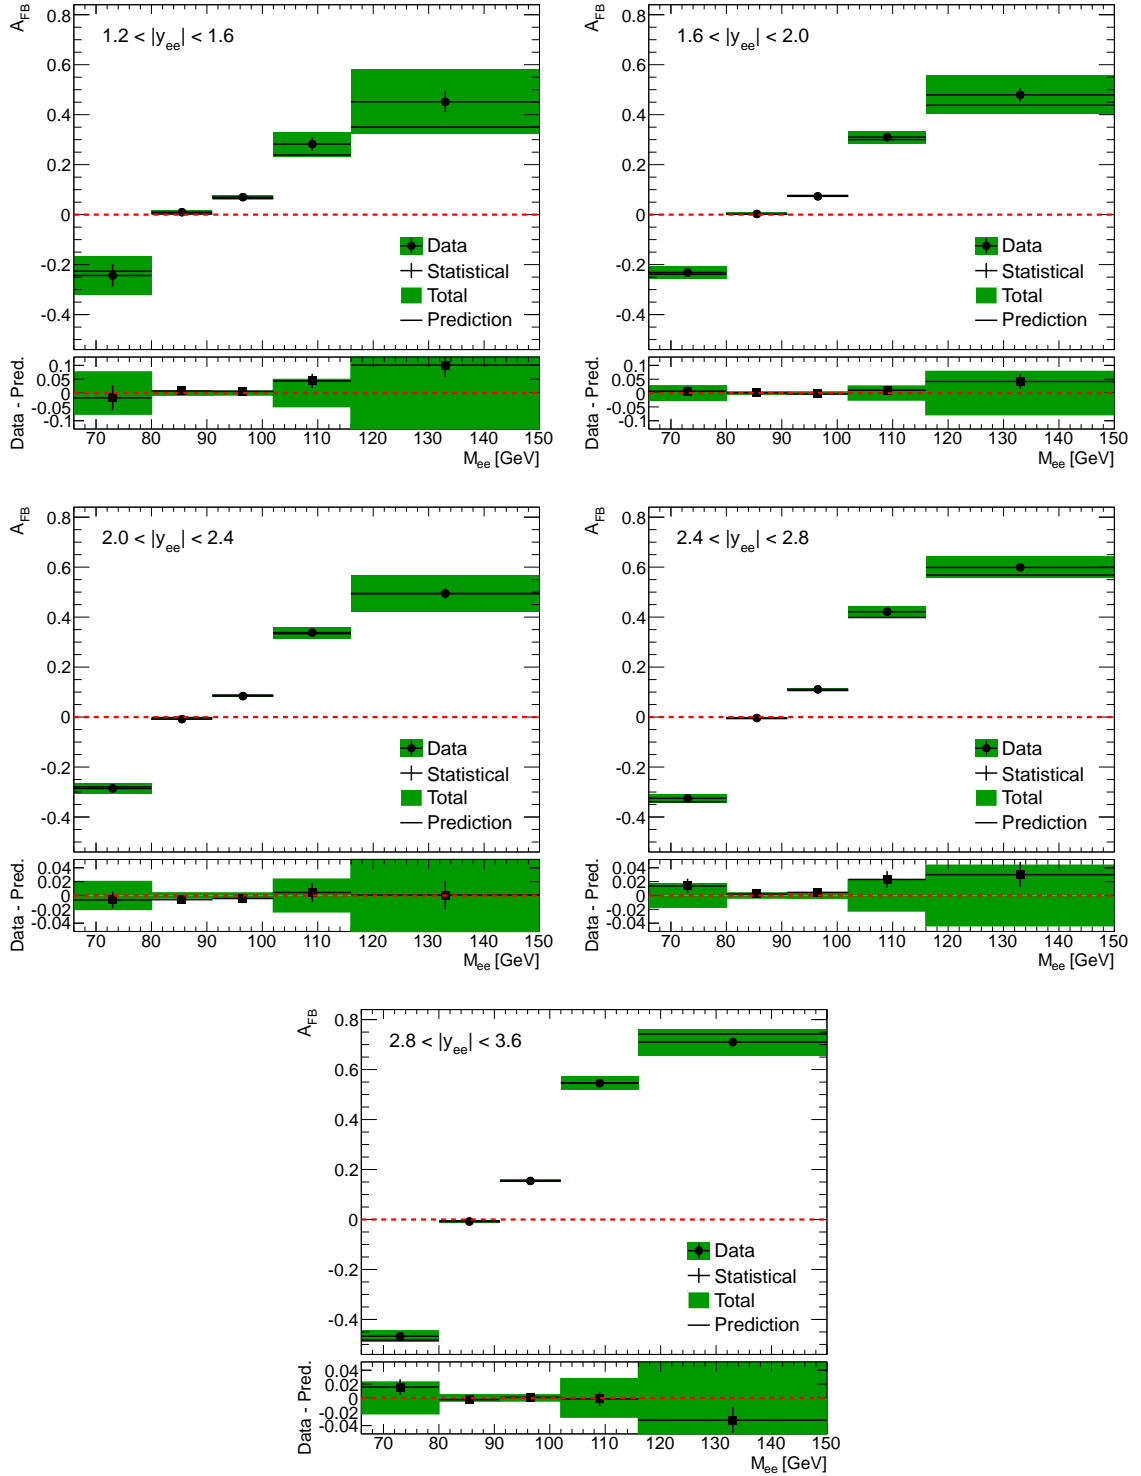 A_FB
1.2 < |y_ee| < 1.6
0.8
0.6
0.4
0.2
0
-0.2
-0.4
Data
Statistical
Total
Prediction
Data - Pred.
0.1
0.05
0
-0.05
-0.1
70 80 90 100 110 120 130 140 150
M_ee [GeV]
A_FB
1.6 < |y_ee| < 2.0
0.8
0.6
0.4
0.2
0
-0.2
-0.4
Data
Statistical
Total
Prediction
Data - Pred.
0.1
0.05
0
-0.05
-0.1
70 80 90 100 110 120 130 140 150
M_ee [GeV]
A_FB
2.0 < |y_ee| < 2.4
0.8
0.6
0.4
0.2
0
-0.2
-0.4
Data
Statistical
Total
Prediction
Data - Pred.
0.04
0.02
0
-0.02
-0.04
70 80 90 100 110 120 130 140 150
M_ee [GeV]
A_FB
2.4 < |y_ee| < 2.8
0.8
0.6
0.4
0.2
0
-0.2
-0.4
Data
Statistical
Total
Prediction
Data - Pred.
0.04
0.02
0
-0.02
-0.04
70 80 90 100 110 120 130 140 150
M_ee [GeV]
A_FB
2.8 < |y_ee| < 3.6
0.8
0.6
0.4
0.2
0
-0.2
-0.4
Data
Statistical
Total
Prediction
Data - Pred.
0.04
0.02
0
-0.02
-0.04
70 80 90 100 110 120 130 140 150
M_ee [GeV]